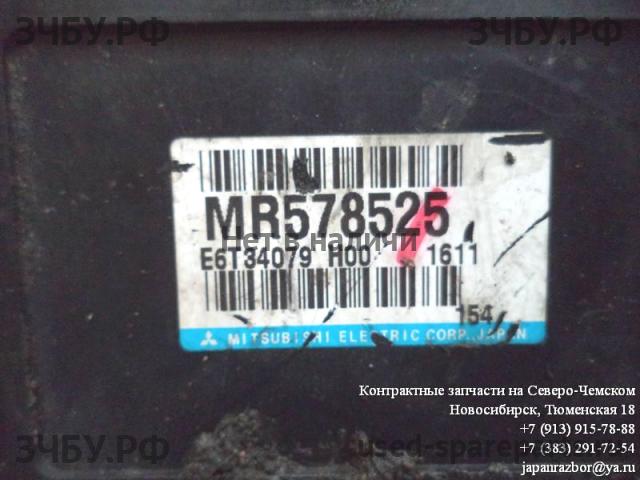 ЗЧБУ.РФ ЗЧБУ.РФ
MR578525
Нет в наличии
E6T34079 H00 1611
154
MITSUBISHI ELECTRIC CORP. JAPAN
Контрактные запчасти на Северо-Чемском
Новосибирск, Тюменская 18
+7 (913) 915-78-88
ЗЧБУ.РФ used-spare
+7 (383) 291-72-54
japanrazbor@ya.ru